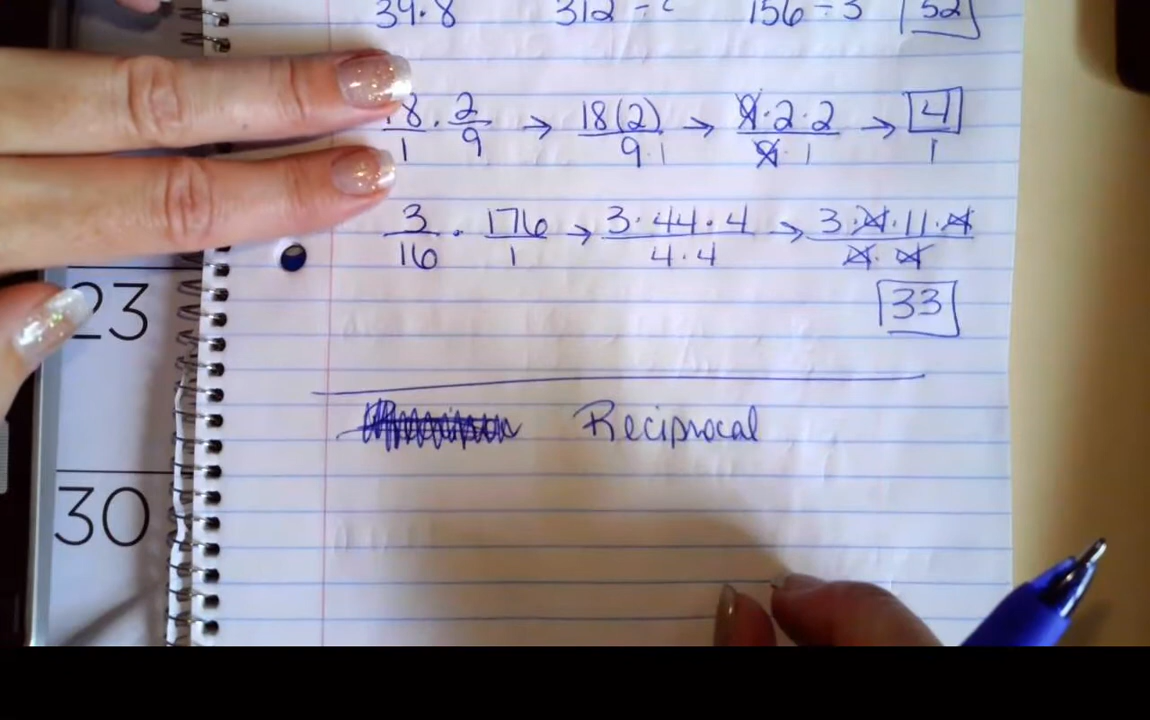 39·8 312 ÷ 156 ÷ 3 52
18/1 · 2/9 → 18(2)/9·1 → 9·2·2/9·1 → 4/1
3/16 · 176/1 → 3·44·4/4·4 → 3·4·11·4/4·4
33
23
Reciprocal
30